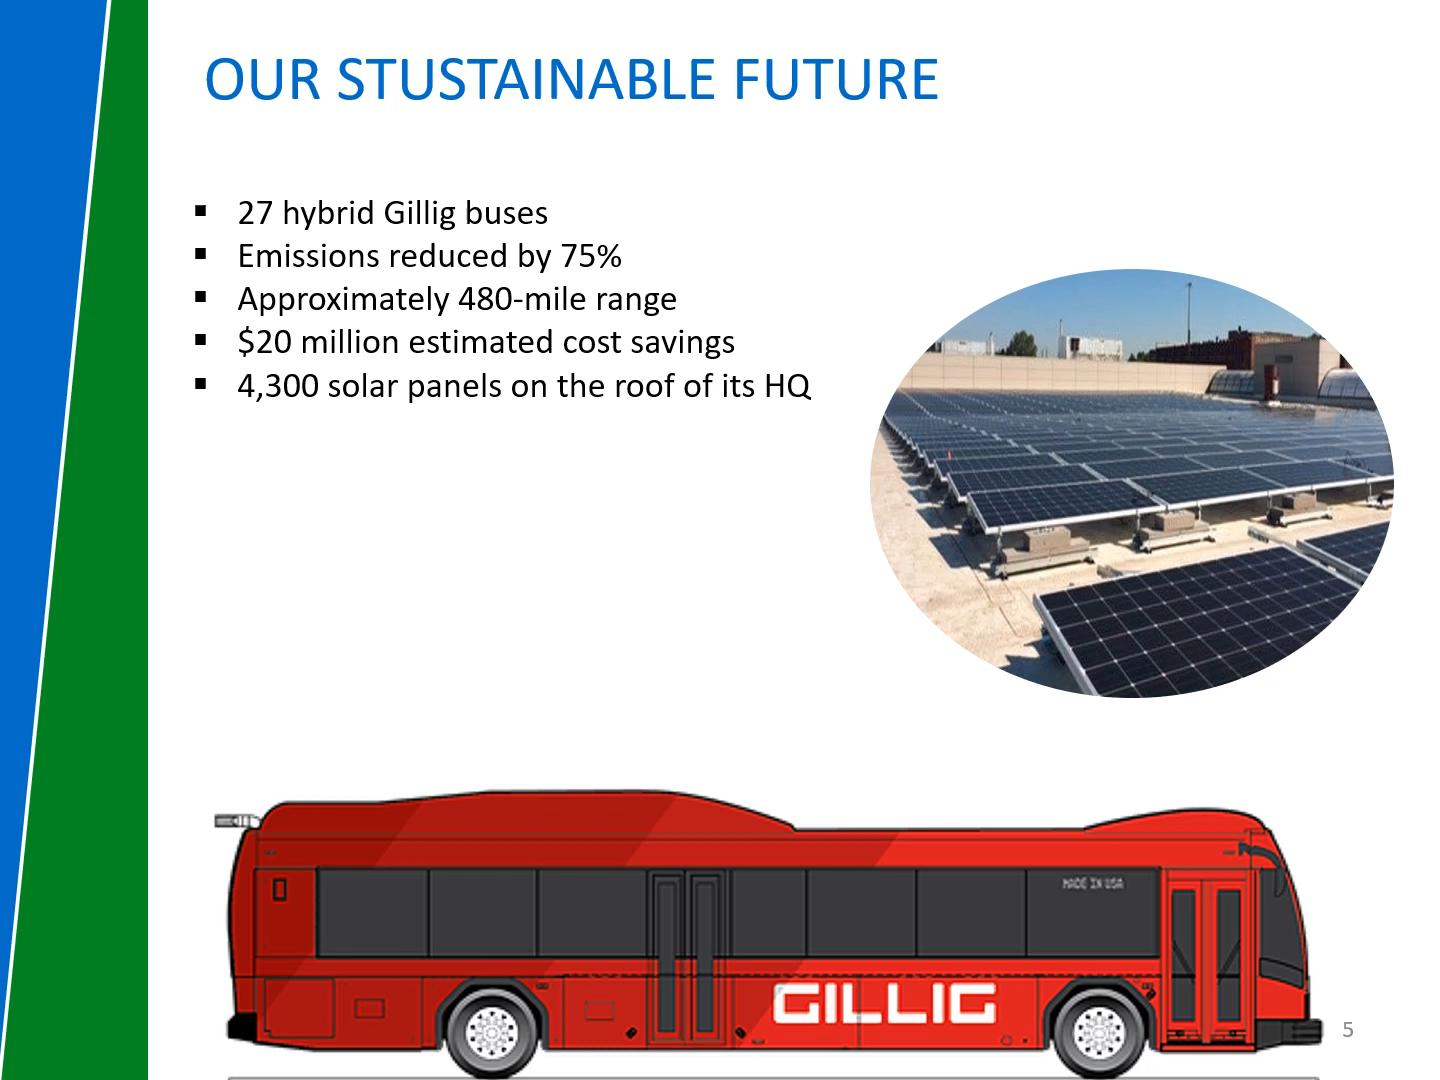 OUR STUSTAINABLE FUTURE
▪ 27 hybrid Gillig buses
▪ Emissions reduced by 75%
▪ Approximately 480-mile range
▪ $20 million estimated cost savings
▪ 4,300 solar panels on the roof of its HQ
MADE IN USA
GILLIG
5